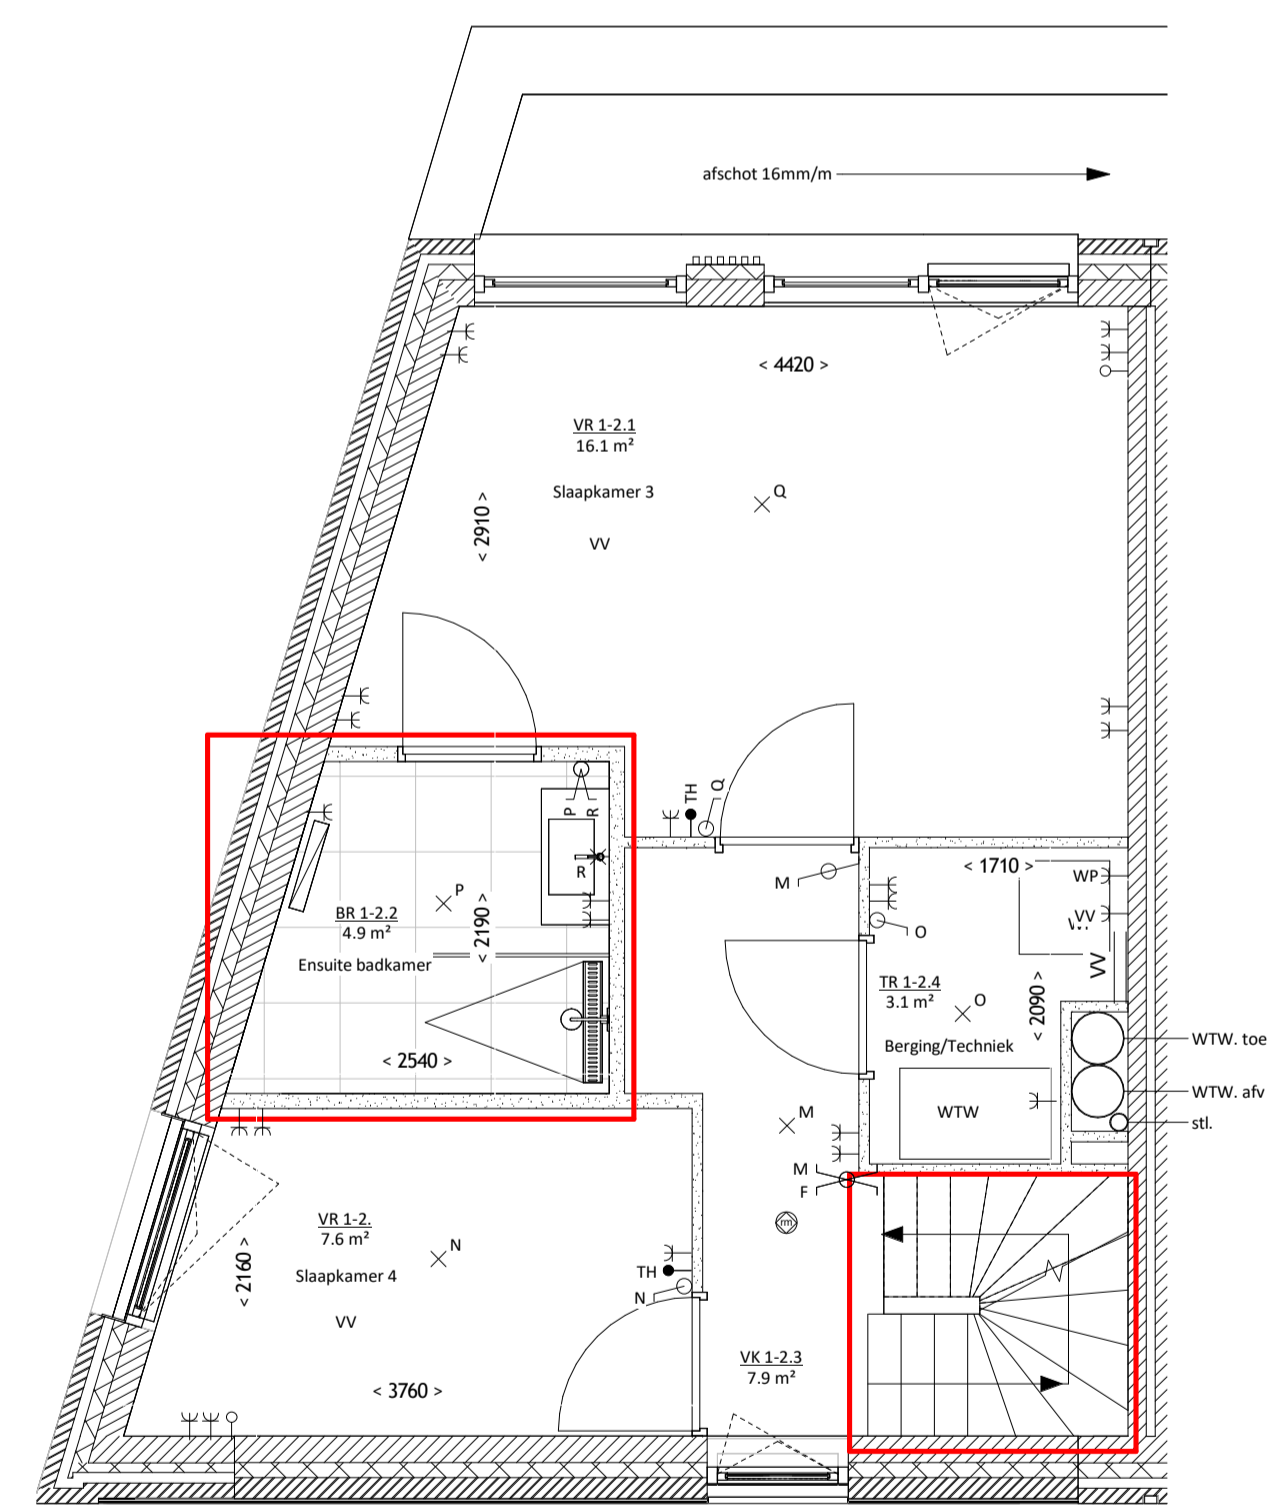 afschot 16mm/m
< 4420 >
VR 1-2.1
16.1 m²
Slaapkamer 3
VV
Q
< 2910 >
TH
Q
P
R
R
P
BR 1-2.2
4.9 m²
Ensuite badkamer
< 2190 >
< 2540 >
M
< 1710 >
WP
VV
VV
O
TR 1-2.4
3.1 m²
O
Berging/Techniek
< 2090 >
WTW
WTW. toe
WTW. afv
stl.
M
M
F
rm
VR 1-2.
7.6 m²
Slaapkamer 4
VV
N
< 2160 >
< 3760 >
TH
N
VK 1-2.3
7.9 m²